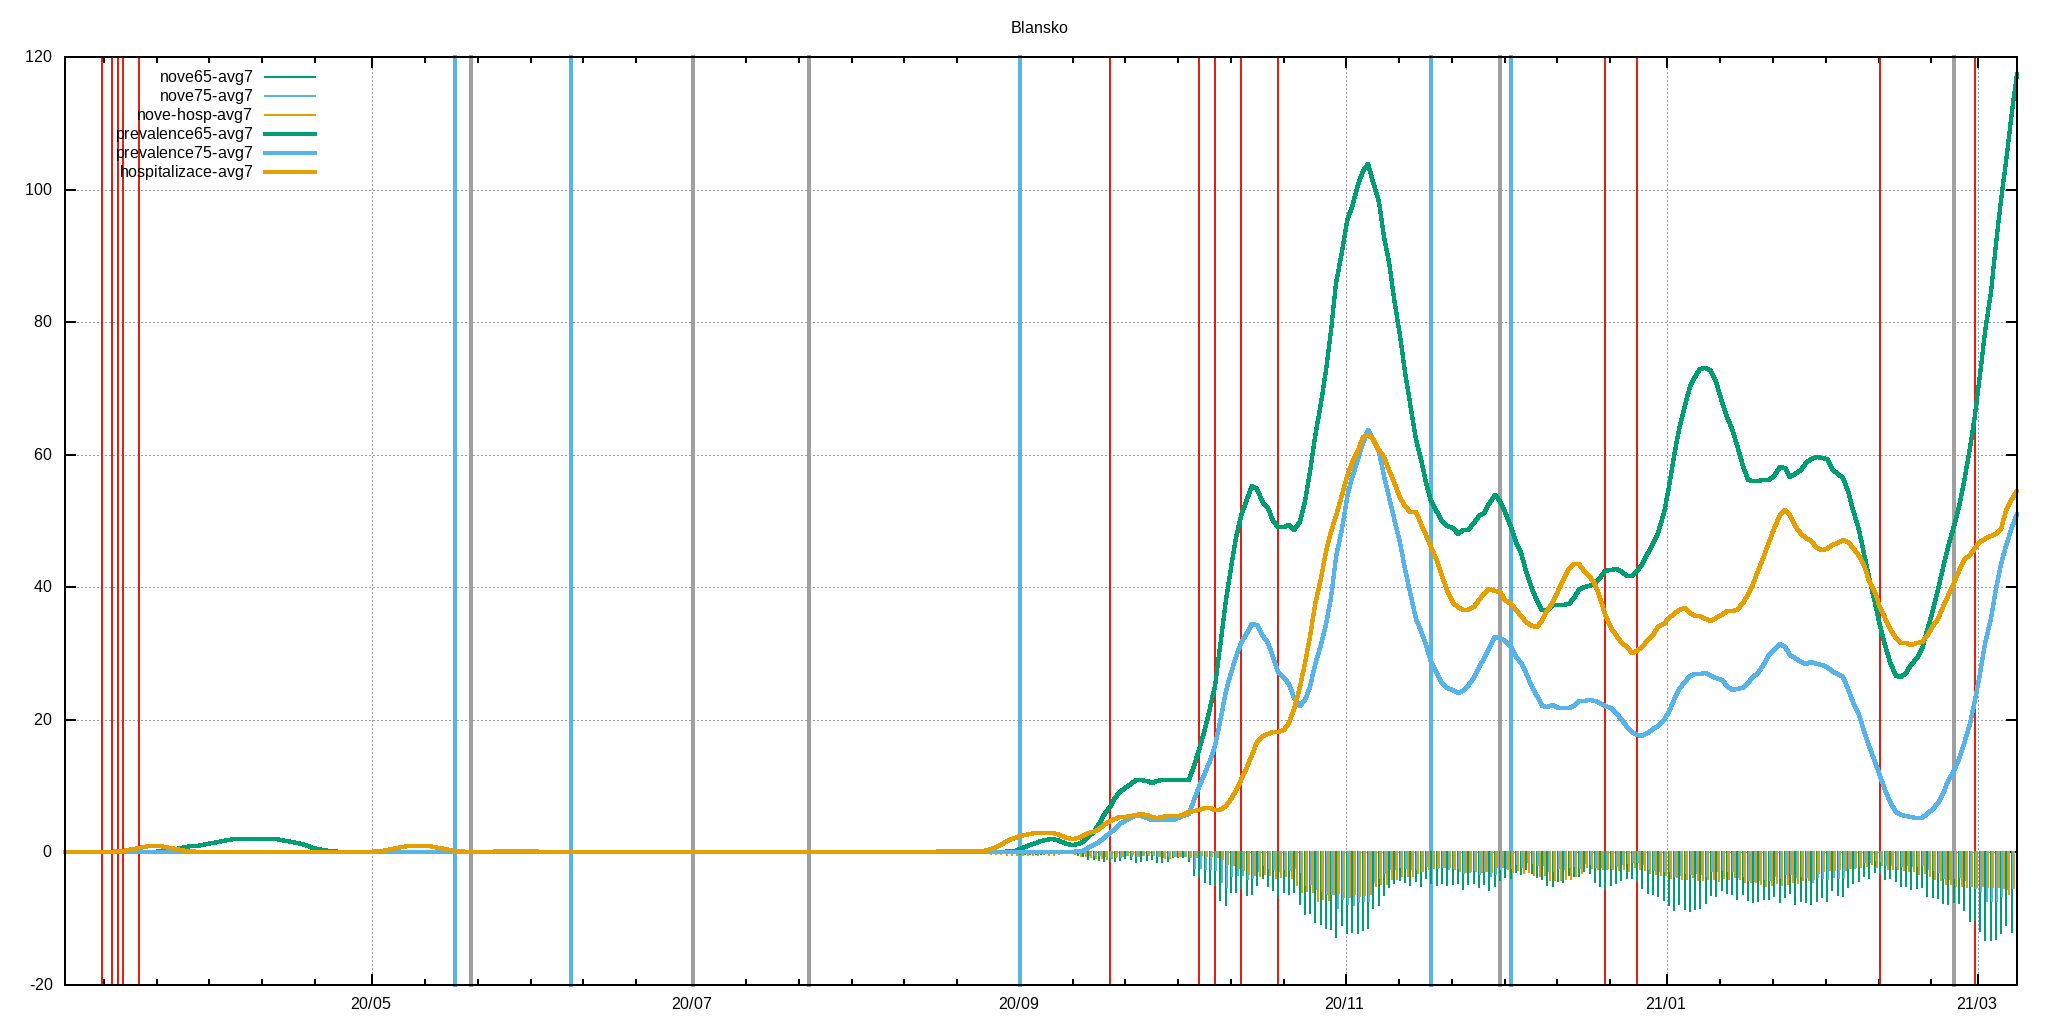 Blansko
120
nove65-avg7
nove75-avg7
nove-hosp-avg7
prevalence65-avg7
prevalence75-avg7
hospitalizace-avg7
100
80
60
40
20
0
-20
20/05
20/07
20/09
20/11
21/01
21/03